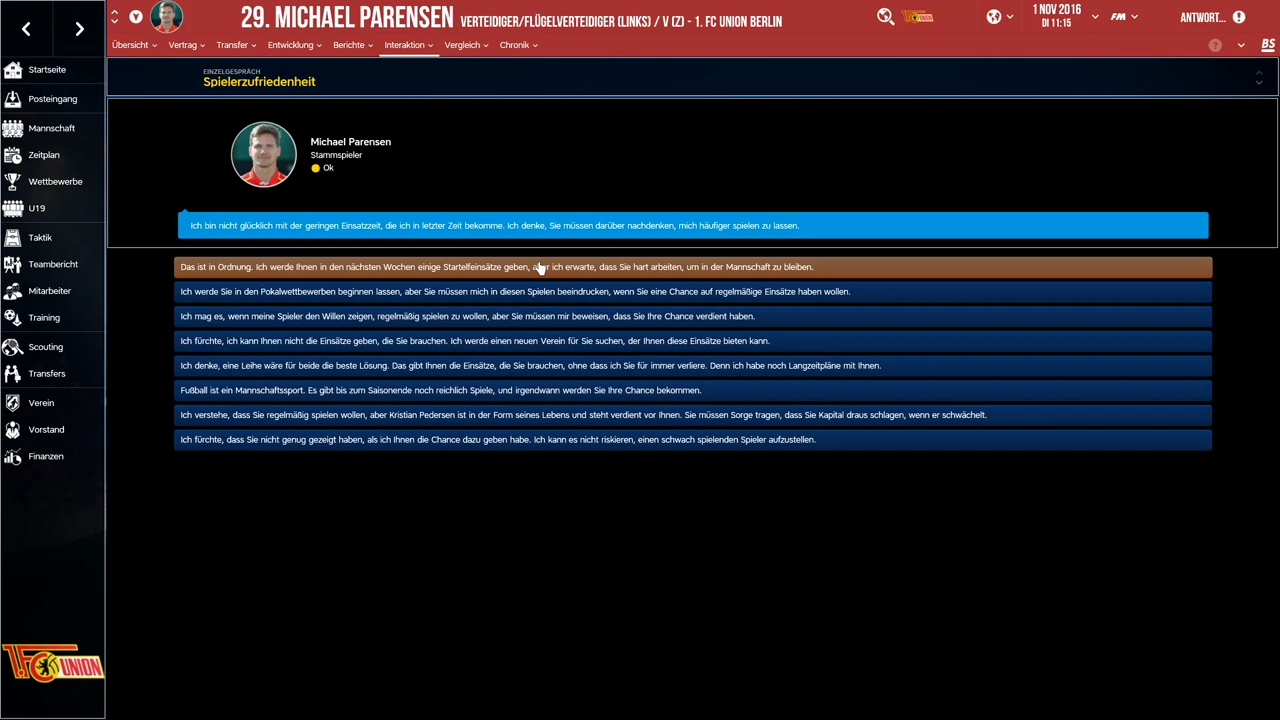 29. MICHAEL PARENSEN VERTEIDIGER/FLÜGELVERTEIDIGER (LINKS) / V (Z) - 1. FC UNION BERLIN
1 NOV 2016
DI 11:15
FM
ANTWORT...
Übersicht Vertrag Transfer Entwicklung Berichte Interaktion Vergleich Chronik
? BS
EINZELGESPRÄCH
Spielerzufriedenheit
Startseite
Posteingang
Mannschaft
Zeitplan
Wettbewerbe
U19
Taktik
Teambericht
Mitarbeiter
Training
Scouting
Transfers
Verein
Vorstand
Finanzen
1.FC UNION
Michael Parensen
Stammspieler
Ok
Ich bin nicht glücklich mit der geringen Einsatzzeit, die ich in letzter Zeit bekomme. Ich denke, Sie müssen darüber nachdenken, mich häufiger spielen zu lassen.
Das ist in Ordnung. Ich werde Ihnen in den nächsten Wochen einige Startelfeinsätze geben, aber ich erwarte, dass Sie hart arbeiten, um in der Mannschaft zu bleiben.
Ich werde Sie in den Pokalwettbewerben beginnen lassen, aber Sie müssen mich in diesen Spielen beeindrucken, wenn Sie eine Chance auf regelmäßige Einsätze haben wollen.
Ich mag es, wenn meine Spieler den Willen zeigen, regelmäßig spielen zu wollen, aber Sie müssen mir beweisen, dass Sie Ihre Chance verdient haben.
Ich fürchte, ich kann Ihnen nicht die Einsätze geben, die Sie brauchen. Ich werde einen neuen Verein für Sie suchen, der Ihnen diese Einsätze bieten kann.
Ich denke, eine Leihe wäre für beide die beste Lösung. Das gibt Ihnen die Einsätze, die Sie brauchen, ohne dass ich Sie für immer verliere. Denn ich habe noch Langzeitpläne mit Ihnen.
Fußball ist ein Mannschaftssport. Es gibt bis zum Saisonende noch reichlich Spiele, und irgendwann werden Sie Ihre Chance bekommen.
Ich verstehe, dass Sie regelmäßig spielen wollen, aber Kristian Pedersen ist in der Form seines Lebens und steht verdient vor Ihnen. Sie müssen Sorge tragen, dass Sie Kapital draus schlagen, wenn er schwächelt.
Ich fürchte, dass Sie nicht genug gezeigt haben, als ich Ihnen die Chance dazu geben habe. Ich kann es nicht riskieren, einen schwach spielenden Spieler aufzustellen.